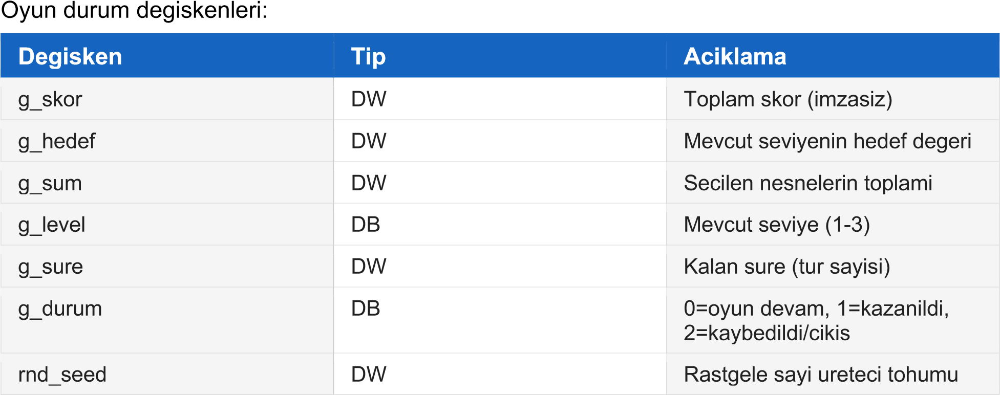 Oyun durum degiskenleri:
Degisken Tip Aciklama
g_skor DW Toplam skor (imzasiz)
g_hedef DW Mevcut seviyenin hedef degeri
g_sum DW Secilen nesnelerin toplami
g_level DB Mevcut seviye (1-3)
g_sure DW Kalan sure (tur sayisi)
g_durum DB 0=oyun devam, 1=kazanildi,
2=kaybedildi/cikis
rnd_seed DW Rastgele sayi ureteci tohumu